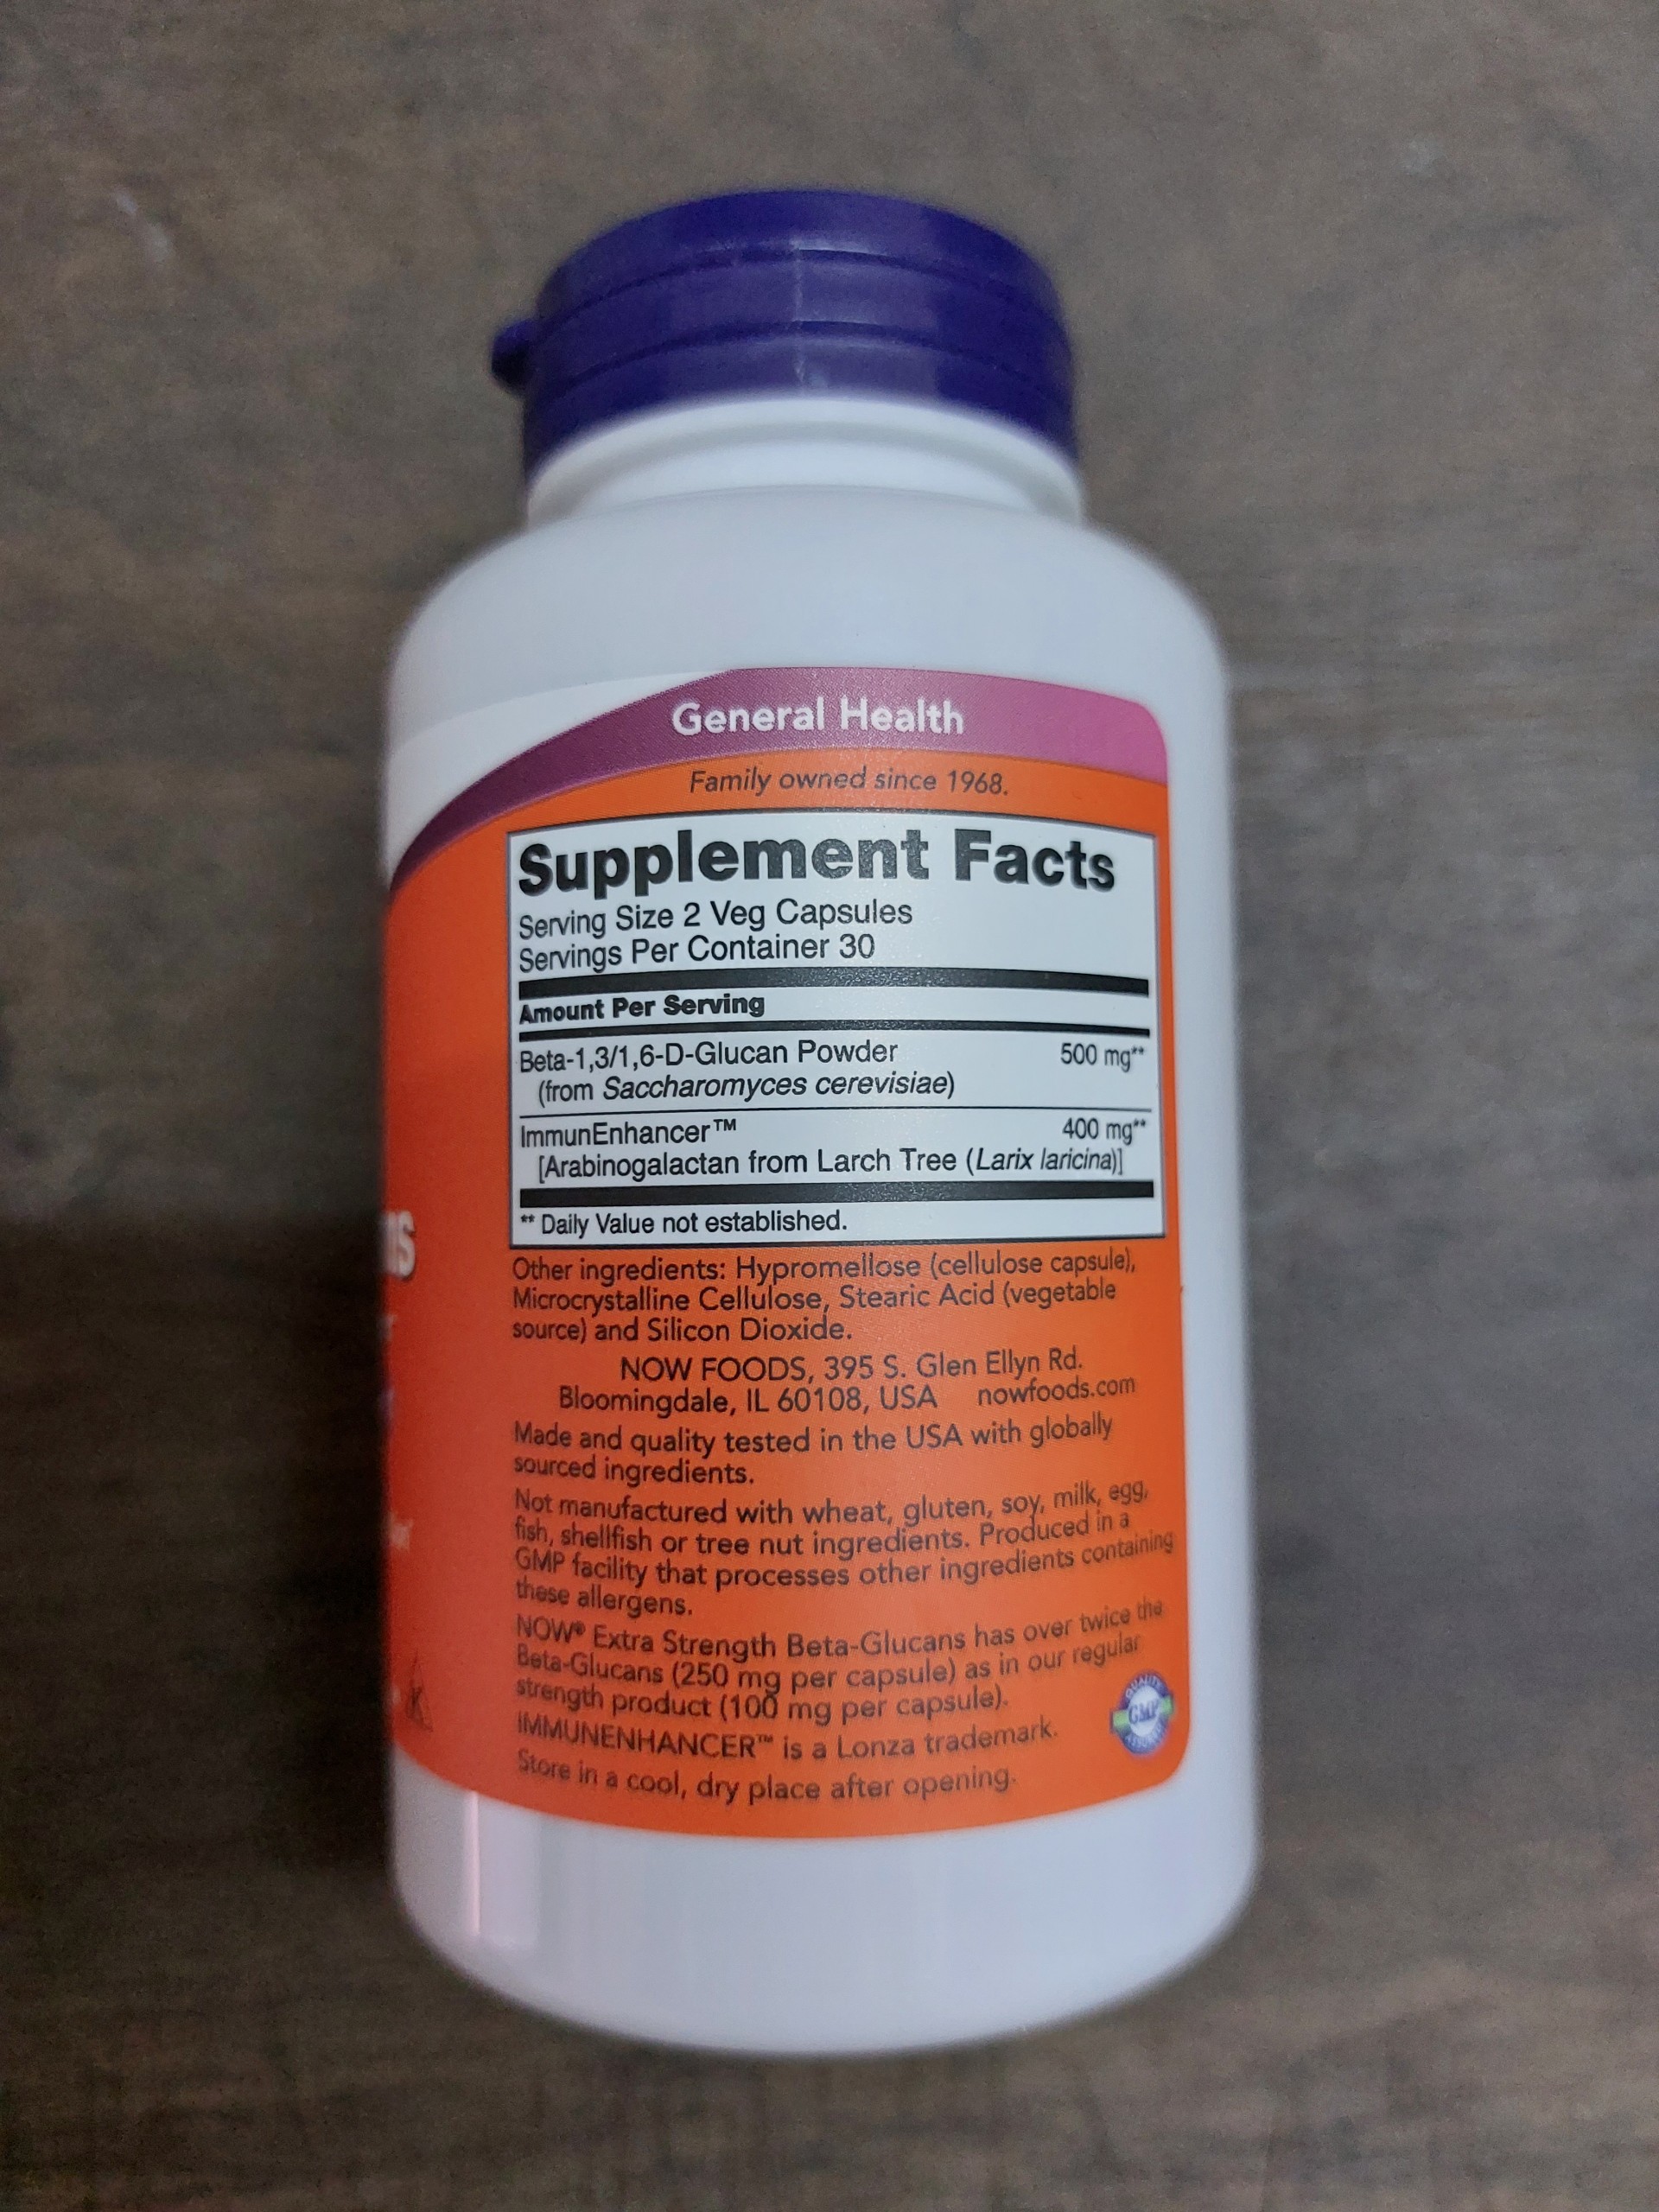 General Health
Family owned since 1968.
Supplement Facts
Serving Size 2 Veg Capsules
Servings Per Container 30
Amount Per Serving
Beta-1,3/1,6-D-Glucan Powder 500 mg**
(from Saccharomyces cerevisiae)
ImmunEnhancer™ 400 mg**
[Arabinogalactan from Larch Tree (Larix laricina)]
** Daily Value not established.
Other ingredients: Hypromellose (cellulose capsule),
Microcrystalline Cellulose, Stearic Acid (vegetable
source) and Silicon Dioxide.
NOW FOODS, 395 S. Glen Ellyn Rd.
Bloomingdale, IL 60108, USA nowfoods.com
Made and quality tested in the USA with globally
sourced ingredients.
Not manufactured with wheat, gluten, soy, milk, egg,
fish, shellfish or tree nut ingredients. Produced in a
GMP facility that processes other ingredients containing
these allergens.
NOW® Extra Strength Beta-Glucans has over twice the
Beta-Glucans (250 mg per capsule) as in our regular
strength product (100 mg per capsule).
IMMUNENHANCER™ is a Lonza trademark.
Store in a cool, dry place after opening.
QUALITY
GMP
K